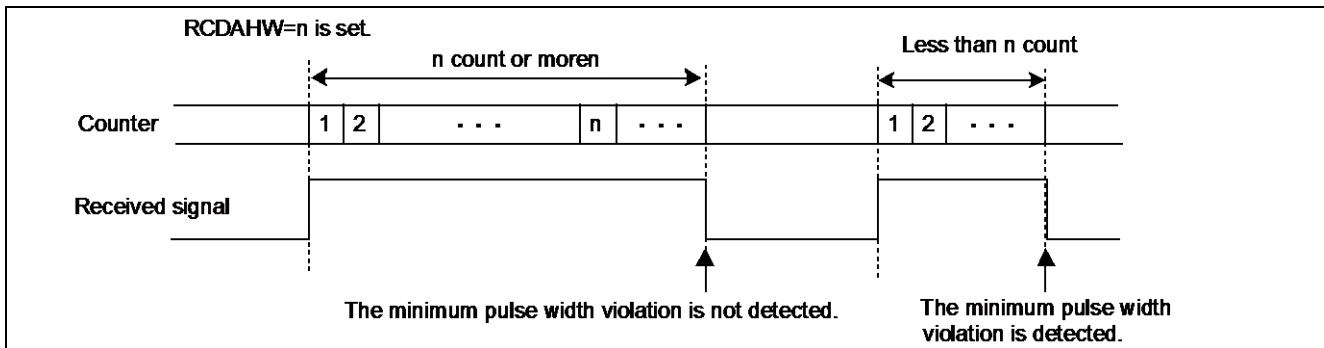 RCDAHW=n is set.
n count or moren
Less than n count
Counter
1 2 · · · n · · ·
1 2 · · ·
Received signal
The minimum pulse width violation is not detected.
The minimum pulse width
violation is detected.